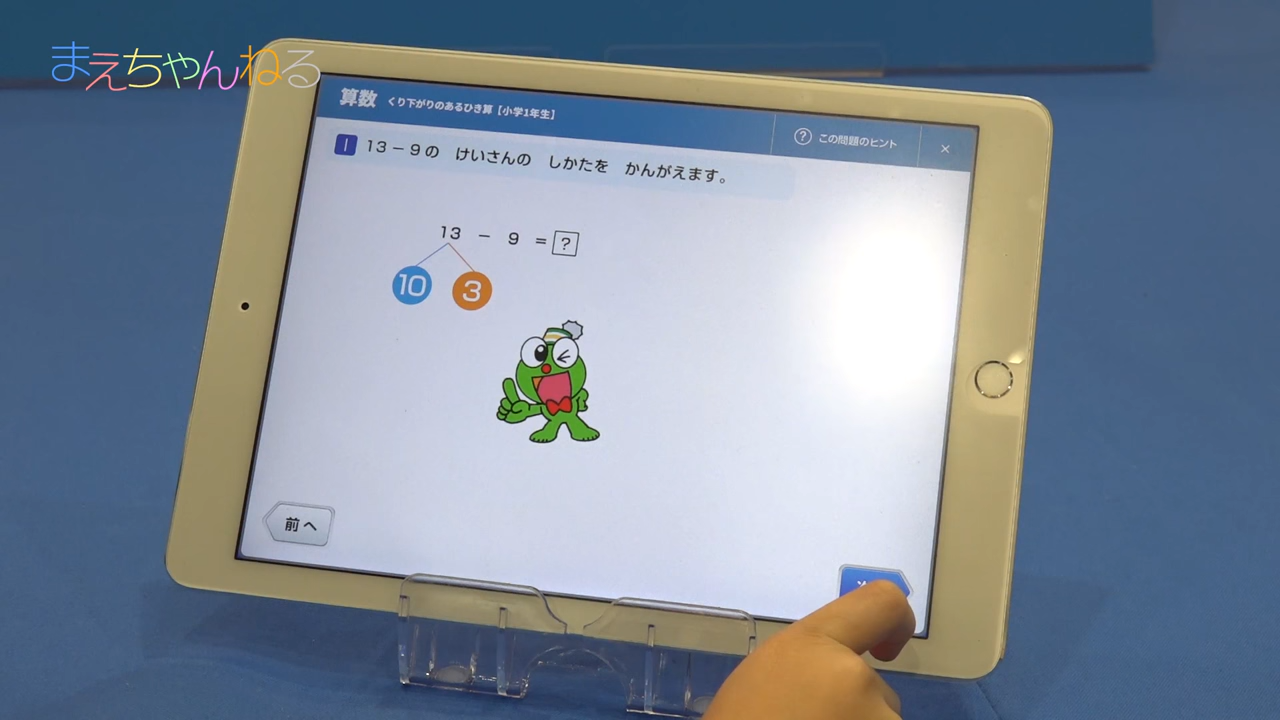 まえちゃんねる
算数 くり下がりのあるひき算【小学1年生】
? この問題のヒント ×
1 13－9の けいさんの しかたを かんがえます。
13 － 9 = ?
10 3
前へ